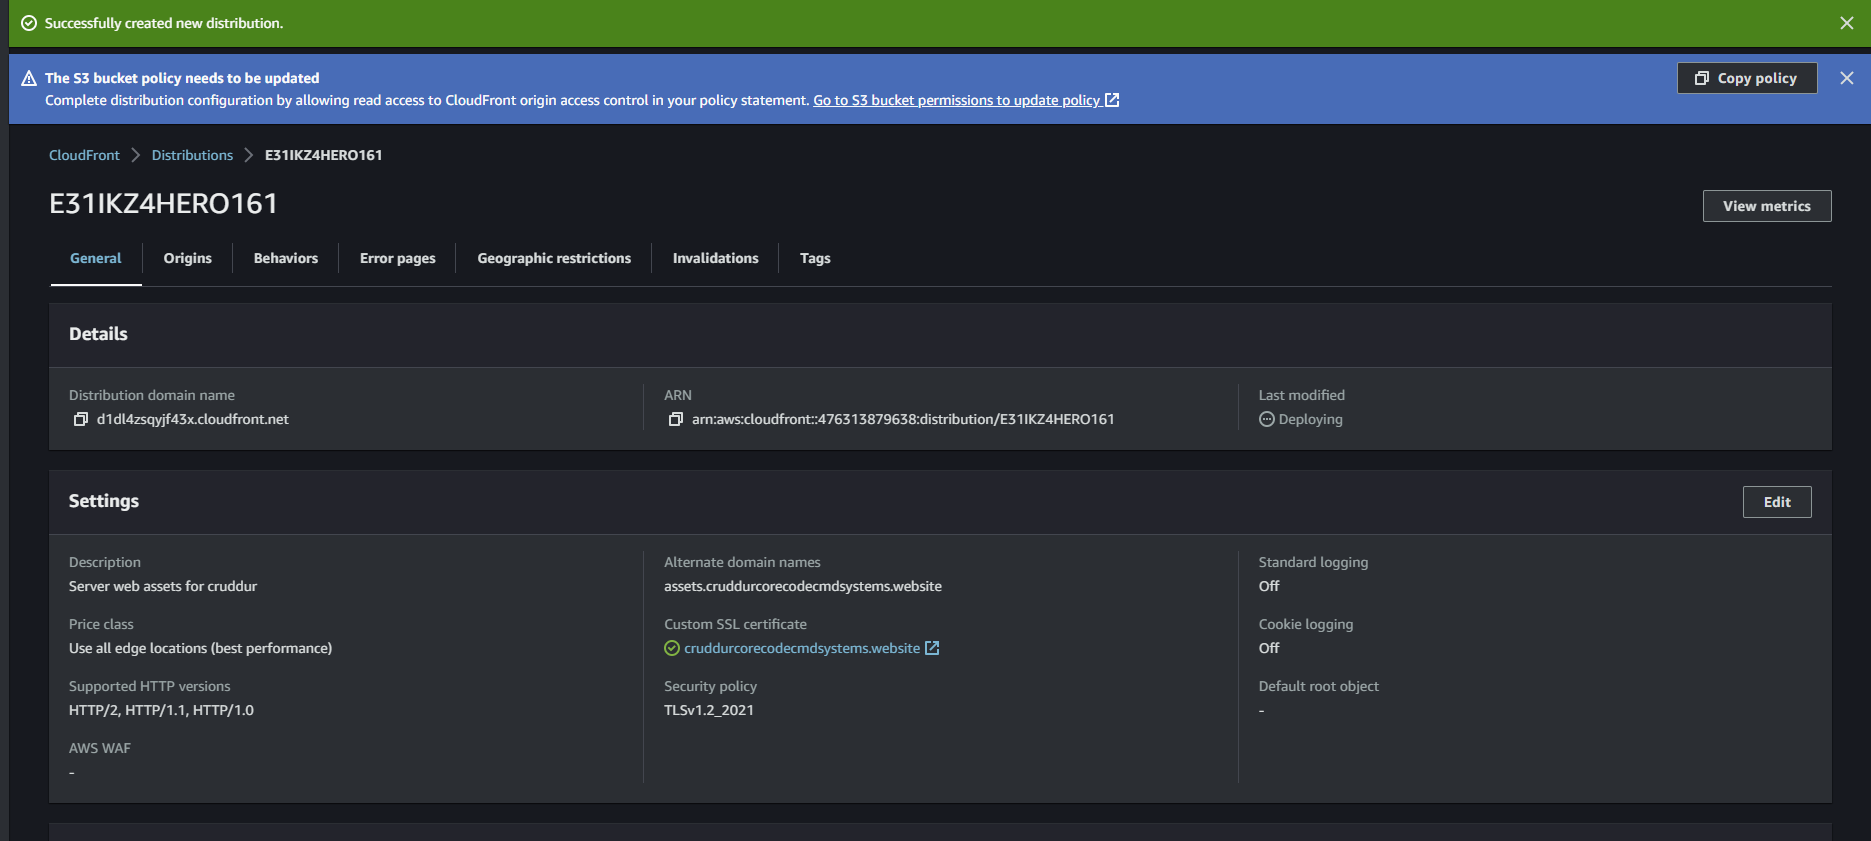 Successfully created new distribution.
The S3 bucket policy needs to be updated
Complete distribution configuration by allowing read access to CloudFront origin access control in your policy statement. Go to S3 bucket permissions to update policy
Copy policy
CloudFront > Distributions > E31IKZ4HERO161
E31IKZ4HERO161
View metrics
General Origins Behaviors Error pages Geographic restrictions Invalidations Tags
Details
Distribution domain name
d1dl4zsqyjf43x.cloudfront.net
ARN
arn:aws:cloudfront::476313879638:distribution/E31IKZ4HERO161
Last modified
Deploying
Settings
Edit
Description
Server web assets for cruddur
Price class
Use all edge locations (best performance)
Supported HTTP versions
HTTP/2, HTTP/1.1, HTTP/1.0
AWS WAF
-
Alternate domain names
assets.cruddurcorecodecmdsystems.website
Custom SSL certificate
cruddurcorecodecmdsystems.website
Security policy
TLSv1.2_2021
Standard logging
Off
Cookie logging
Off
Default root object
-